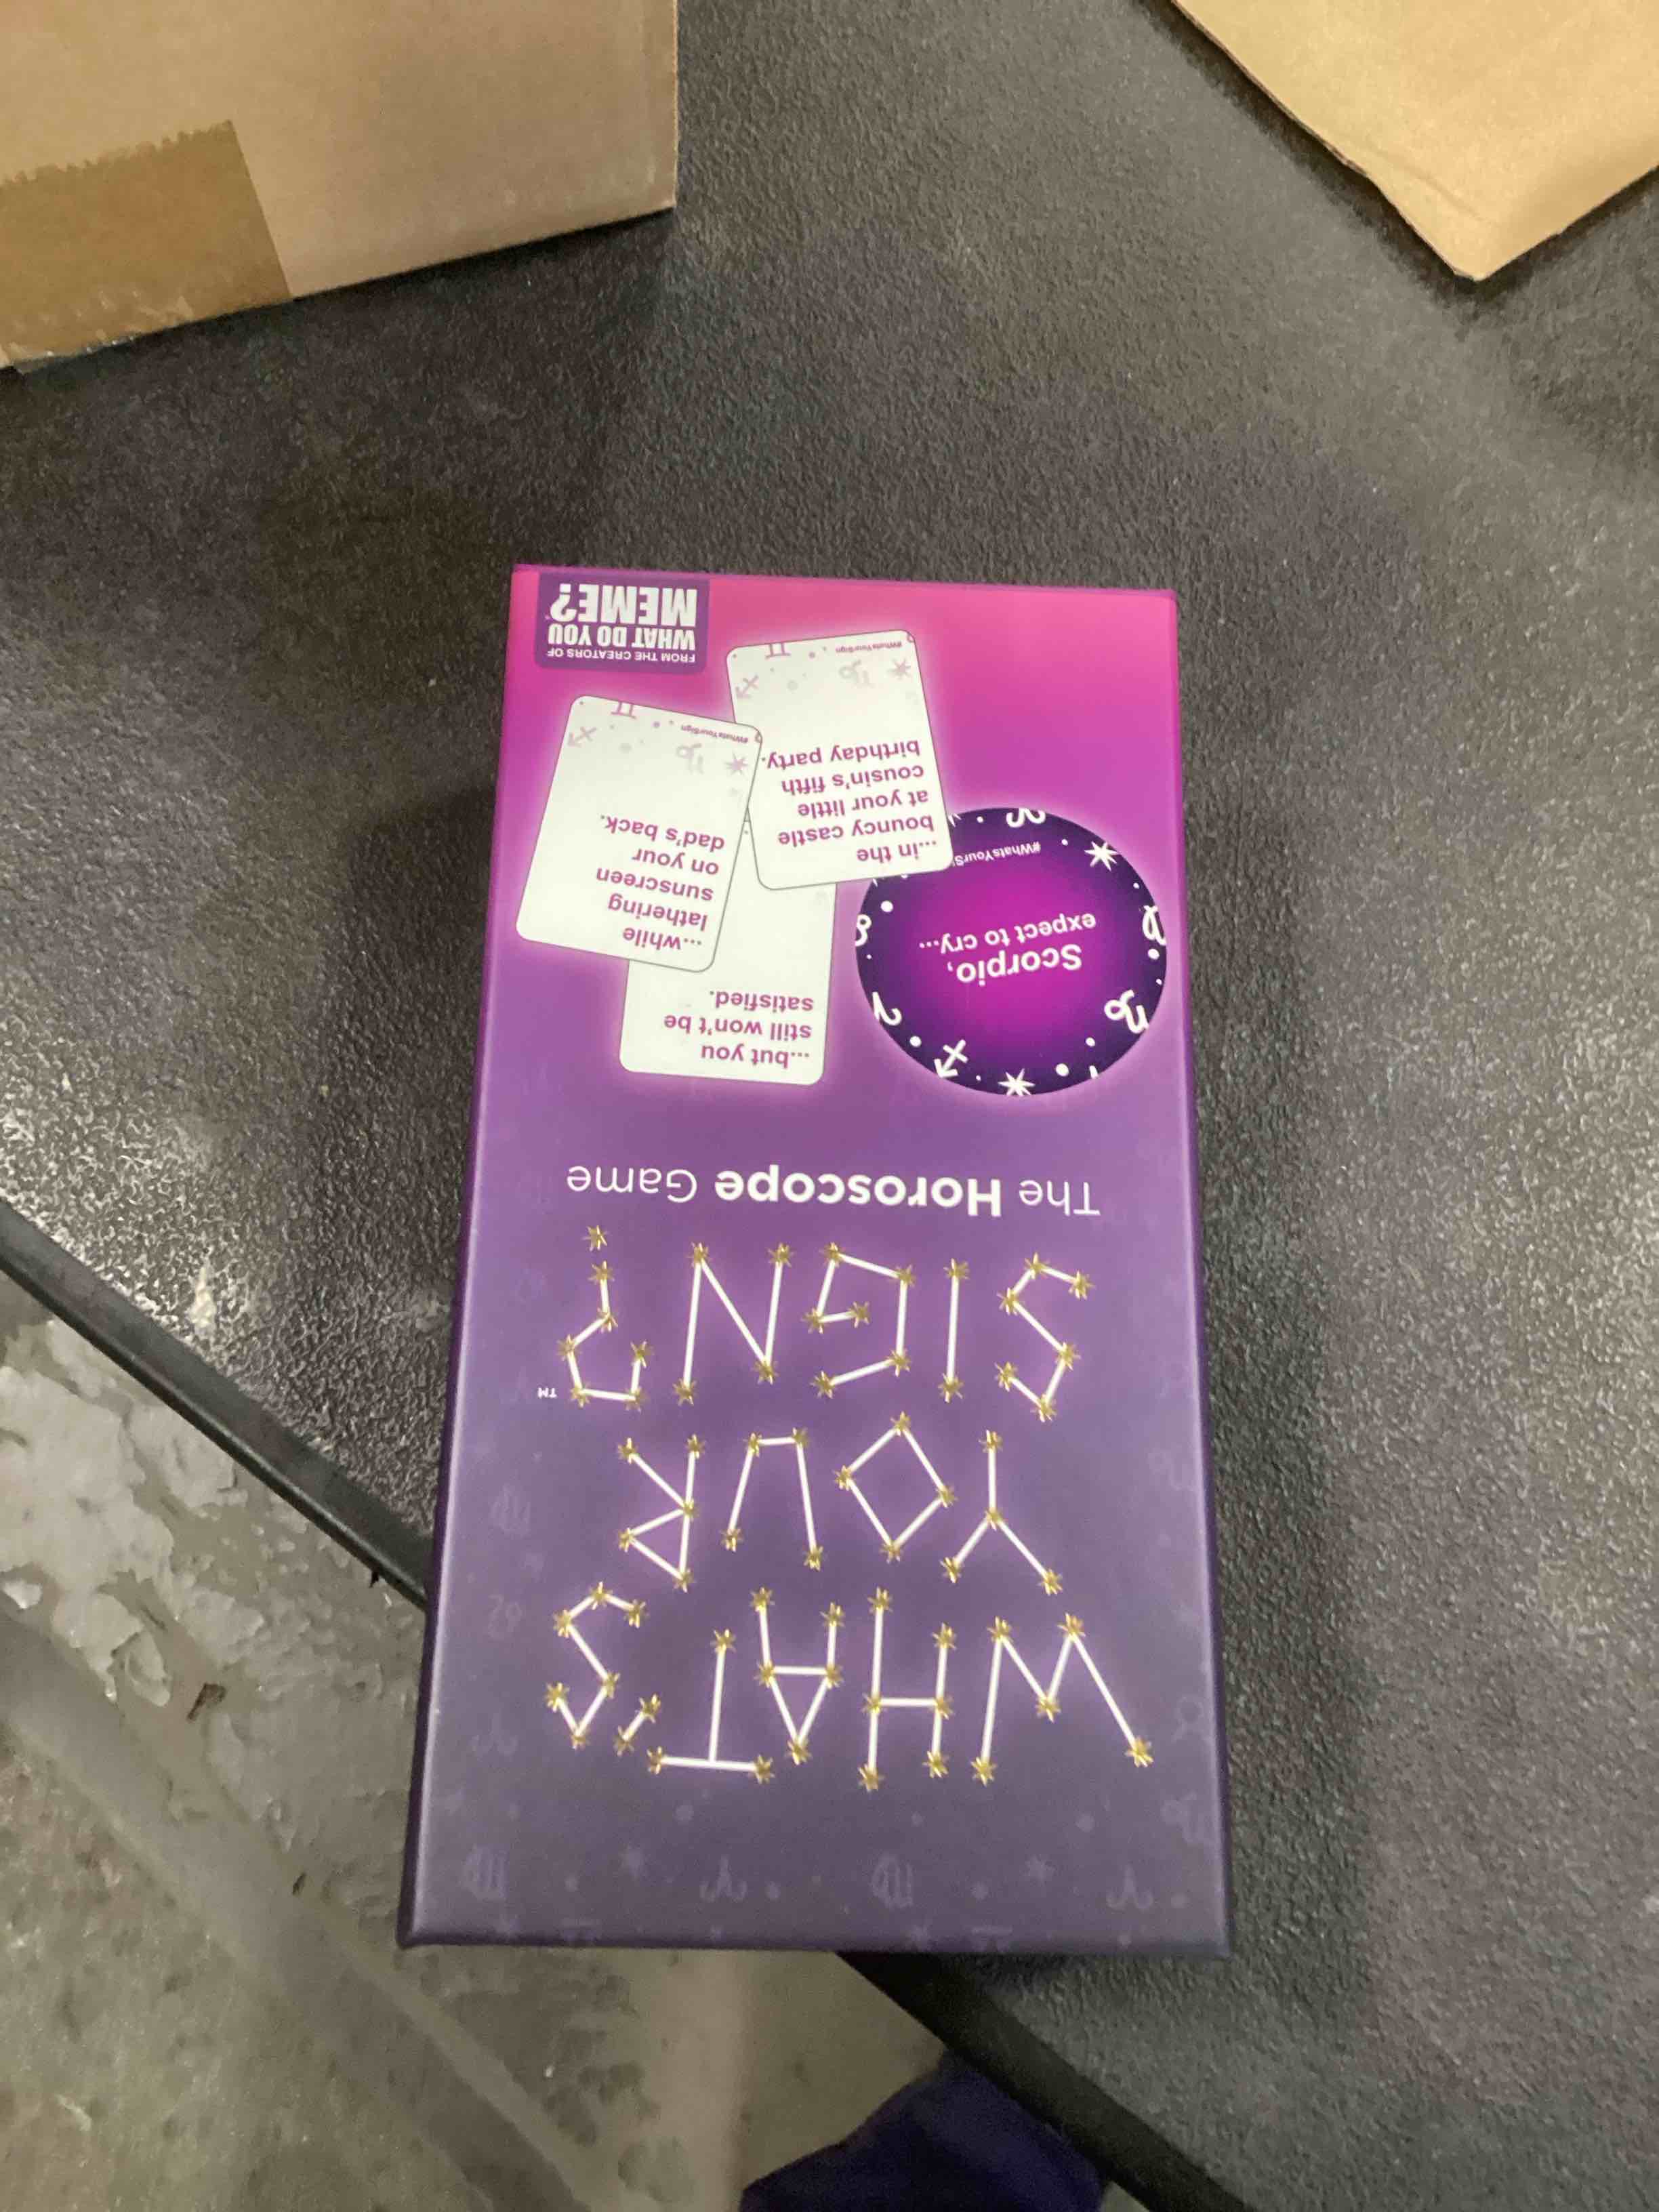 WHAT'S
YOUR
SIGN?™
The Horoscope Game
Scorpio,
expect to cry...
...but you
still won't be
satisfied.
...while
lathering
sunscreen
on your
dad's back.
#WhatsYourSign
...in the
bouncy castle
at your little
cousin's fifth
birthday party.
#WhatsYourSign
FROM THE CREATORS OF
WHAT DO YOU
MEME?